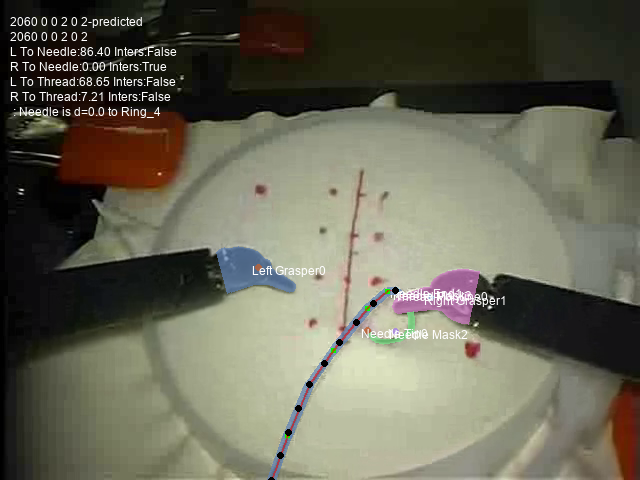 2060 0 0 2 0 2-predicted
2060 0 0 2 0 2
L To Needle:86.40 Inters:False
R To Needle:0.00 Inters:True
L To Thread:68.65 Inters:False
R To Thread:7.21 Inters:False
: Needle is d=0.0 to Ring_4
Left Grasper0
Right Grasper1
Needle Tip0
Needle Mask2